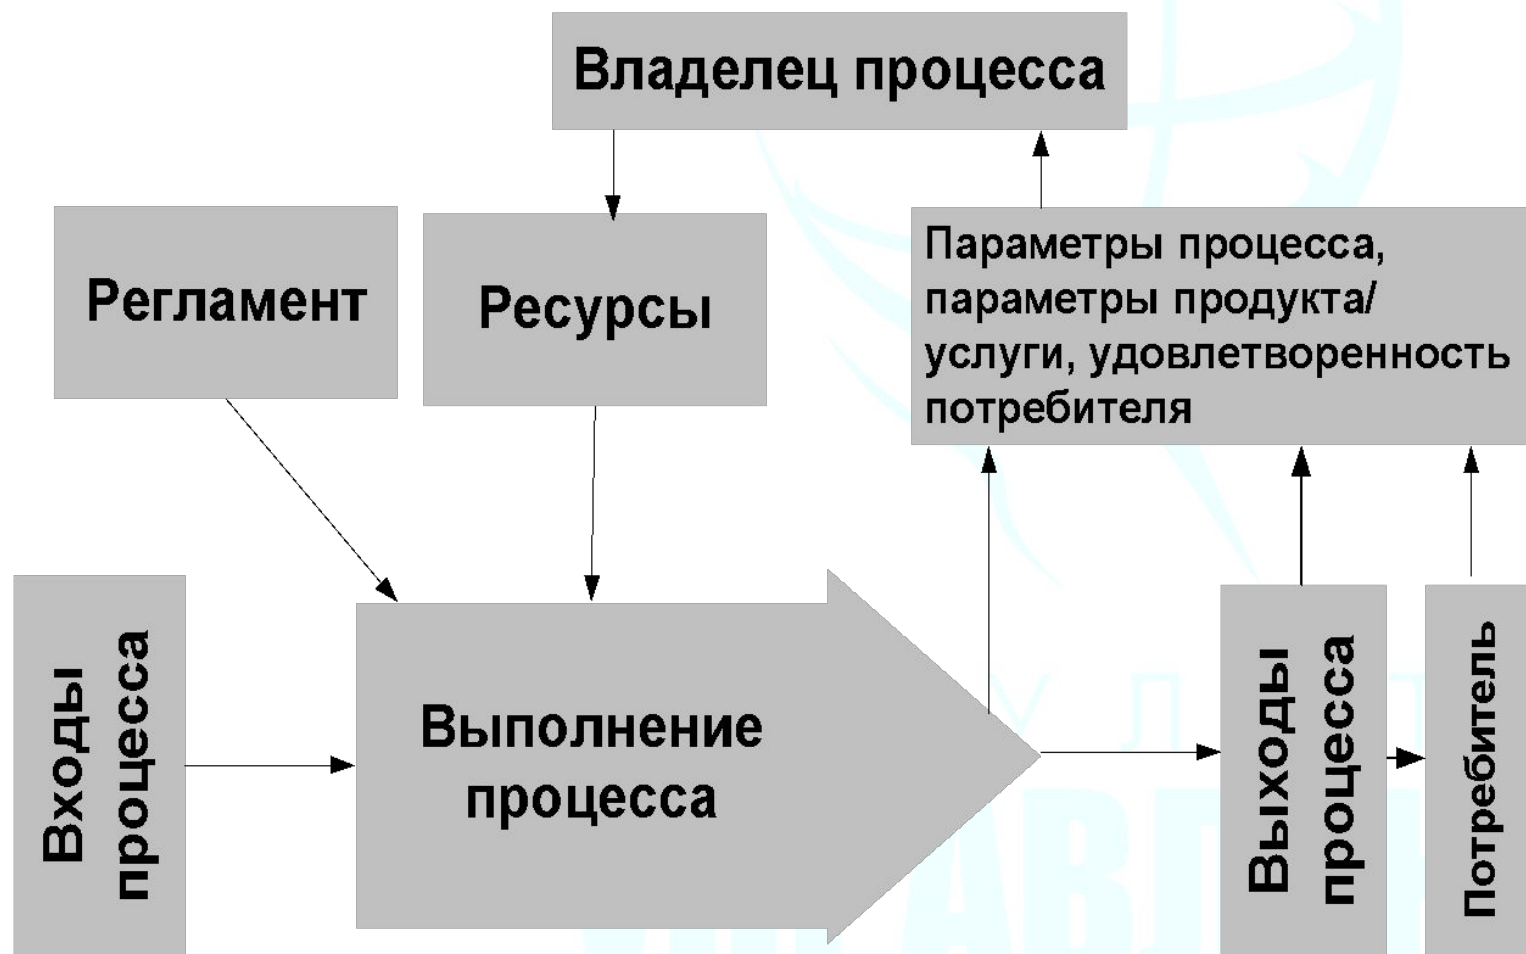 Владелец процесса
Регламент
Ресурсы
Параметры процесса,
параметры продукта/
услуги, удовлетворенность
потребителя
Входы
процесса
Выполнение
процесса
Выходы
процесса
Потребитель